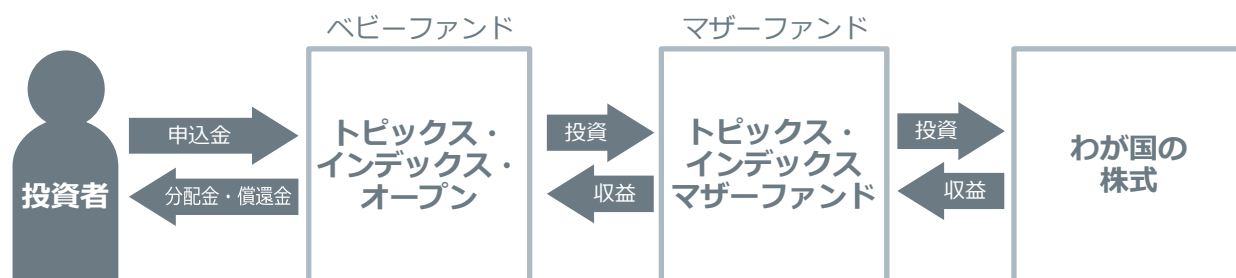 ベビーファンド
マザーファンド
投資者
申込金
分配金・償還金
トピックス・
インデックス・
オープン
投資
収益
トピックス・
インデックス
マザーファンド
投資
収益
わが国の
株式